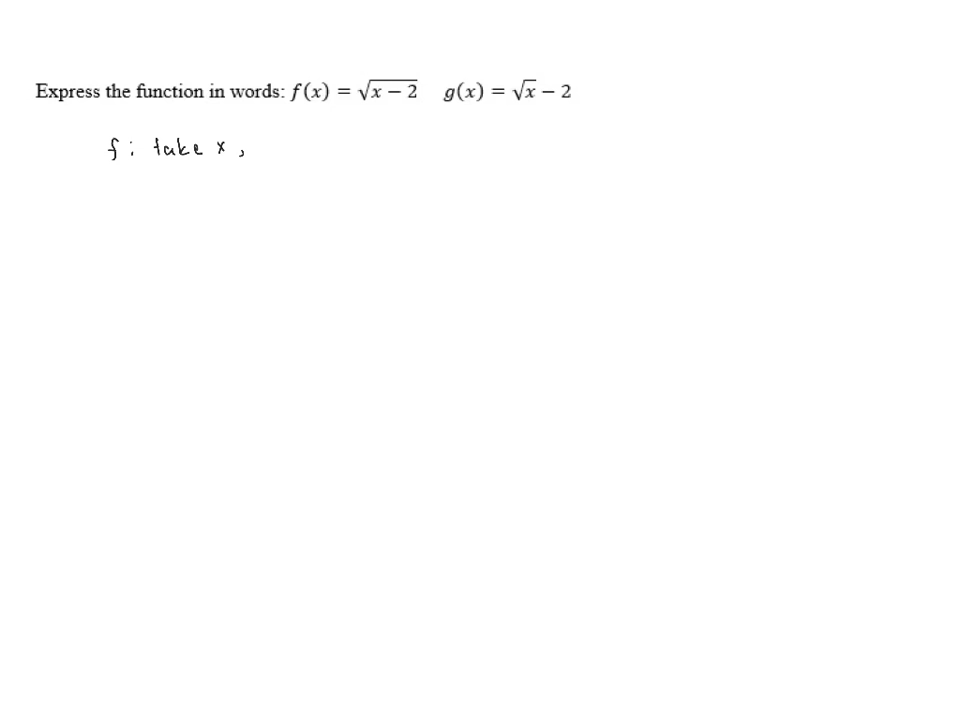 Express the function in words: f(x) = √(x − 2)   g(x) = √x − 2
f: take x,